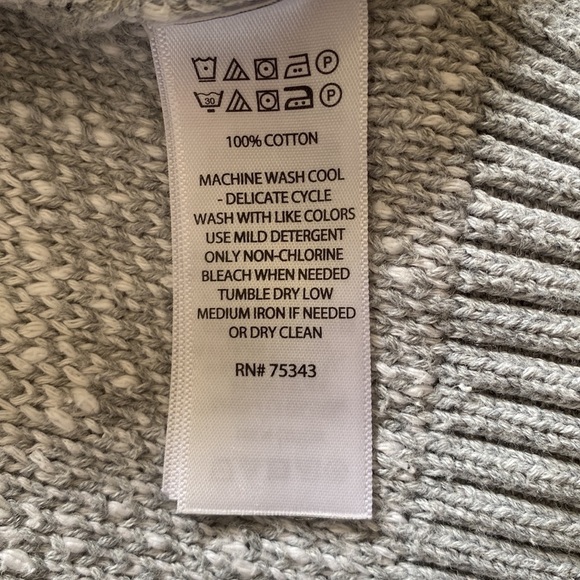 P
30 P
100% COTTON
MACHINE WASH COOL
- DELICATE CYCLE
WASH WITH LIKE COLORS
USE MILD DETERGENT
ONLY NON-CHLORINE
BLEACH WHEN NEEDED
TUMBLE DRY LOW
MEDIUM IRON IF NEEDED
OR DRY CLEAN
RN# 75343